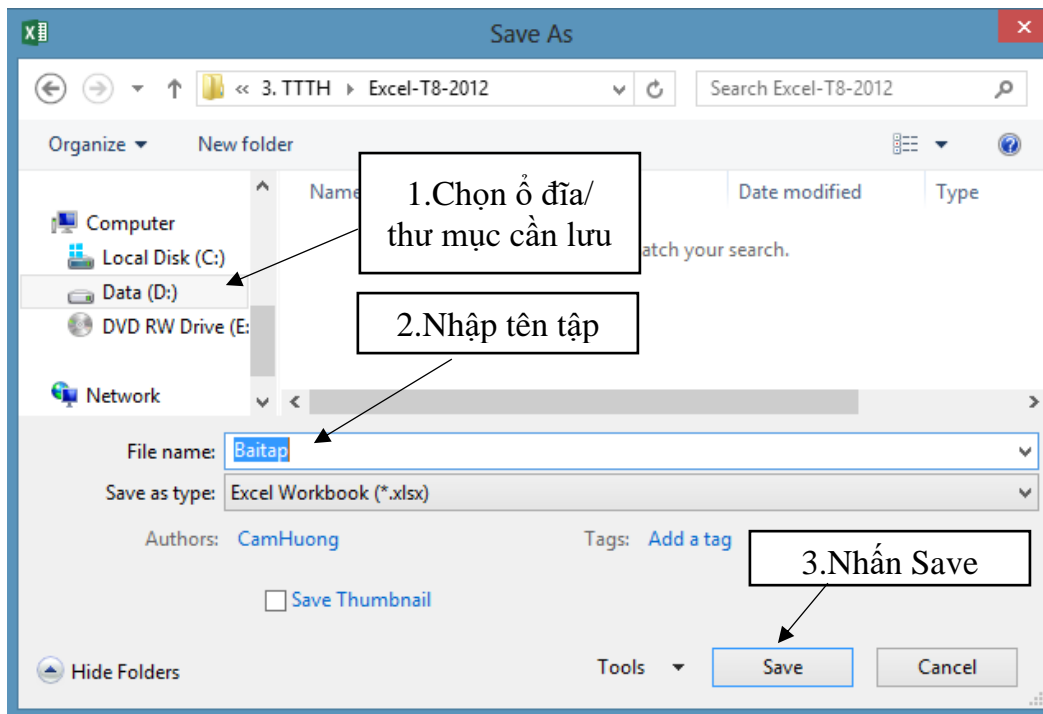 Save As
« 3. TTTH Excel-T8-2012
Search Excel-T8-2012
Organize
New folder
Name
Date modified
Type
1.Chọn ổ đĩa/
thư mục cần lưu
Computer
Local Disk (C:)
Data (D:)
DVD RW Drive (E:
Network
atch your search.
2.Nhập tên tập
File name: Baitap
Save as type: Excel Workbook (*.xlsx)
Authors: CamHuong
Tags: Add a tag
3.Nhấn Save
Save Thumbnail
Hide Folders
Tools
Save
Cancel